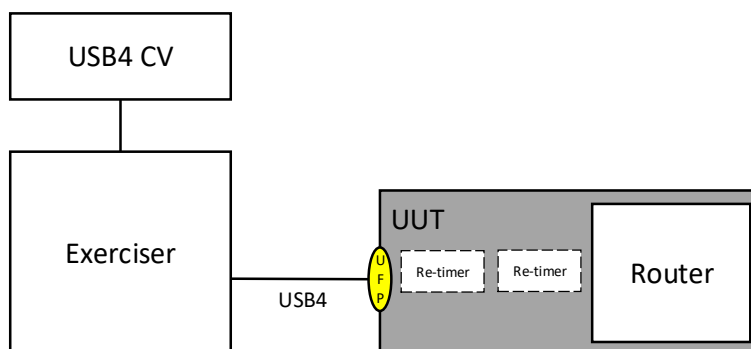 USB4 CV
Exerciser
USB4
UUT
U
F
P
Re-timer
Re-timer
Router